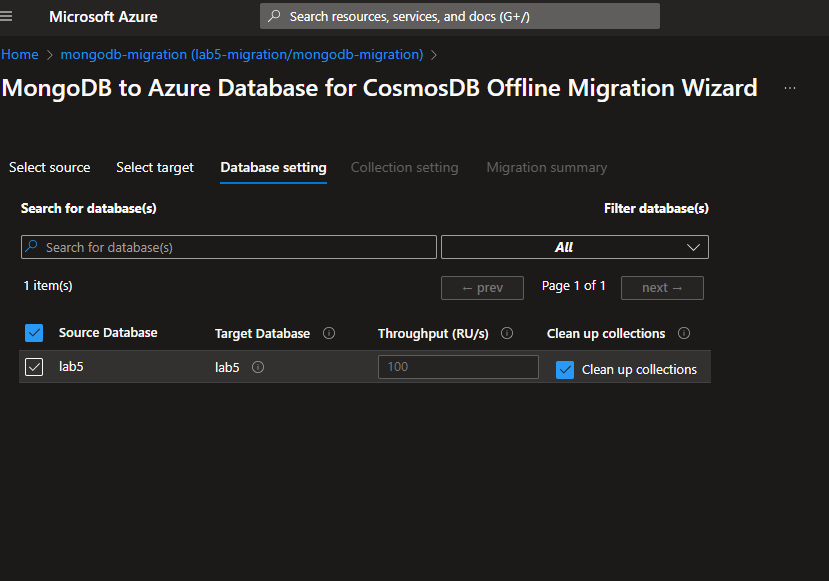 Microsoft Azure
Search resources, services, and docs (G+/)
Home > mongodb-migration (lab5-migration/mongodb-migration) >
MongoDB to Azure Database for CosmosDB Offline Migration Wizard ...
Select source Select target Database setting Collection setting Migration summary
Search for database(s) Filter database(s)
Search for database(s) All
1 item(s) ← prev Page 1 of 1 next →
Source Database Target Database Throughput (RU/s) Clean up collections
lab5 lab5 100 Clean up collections